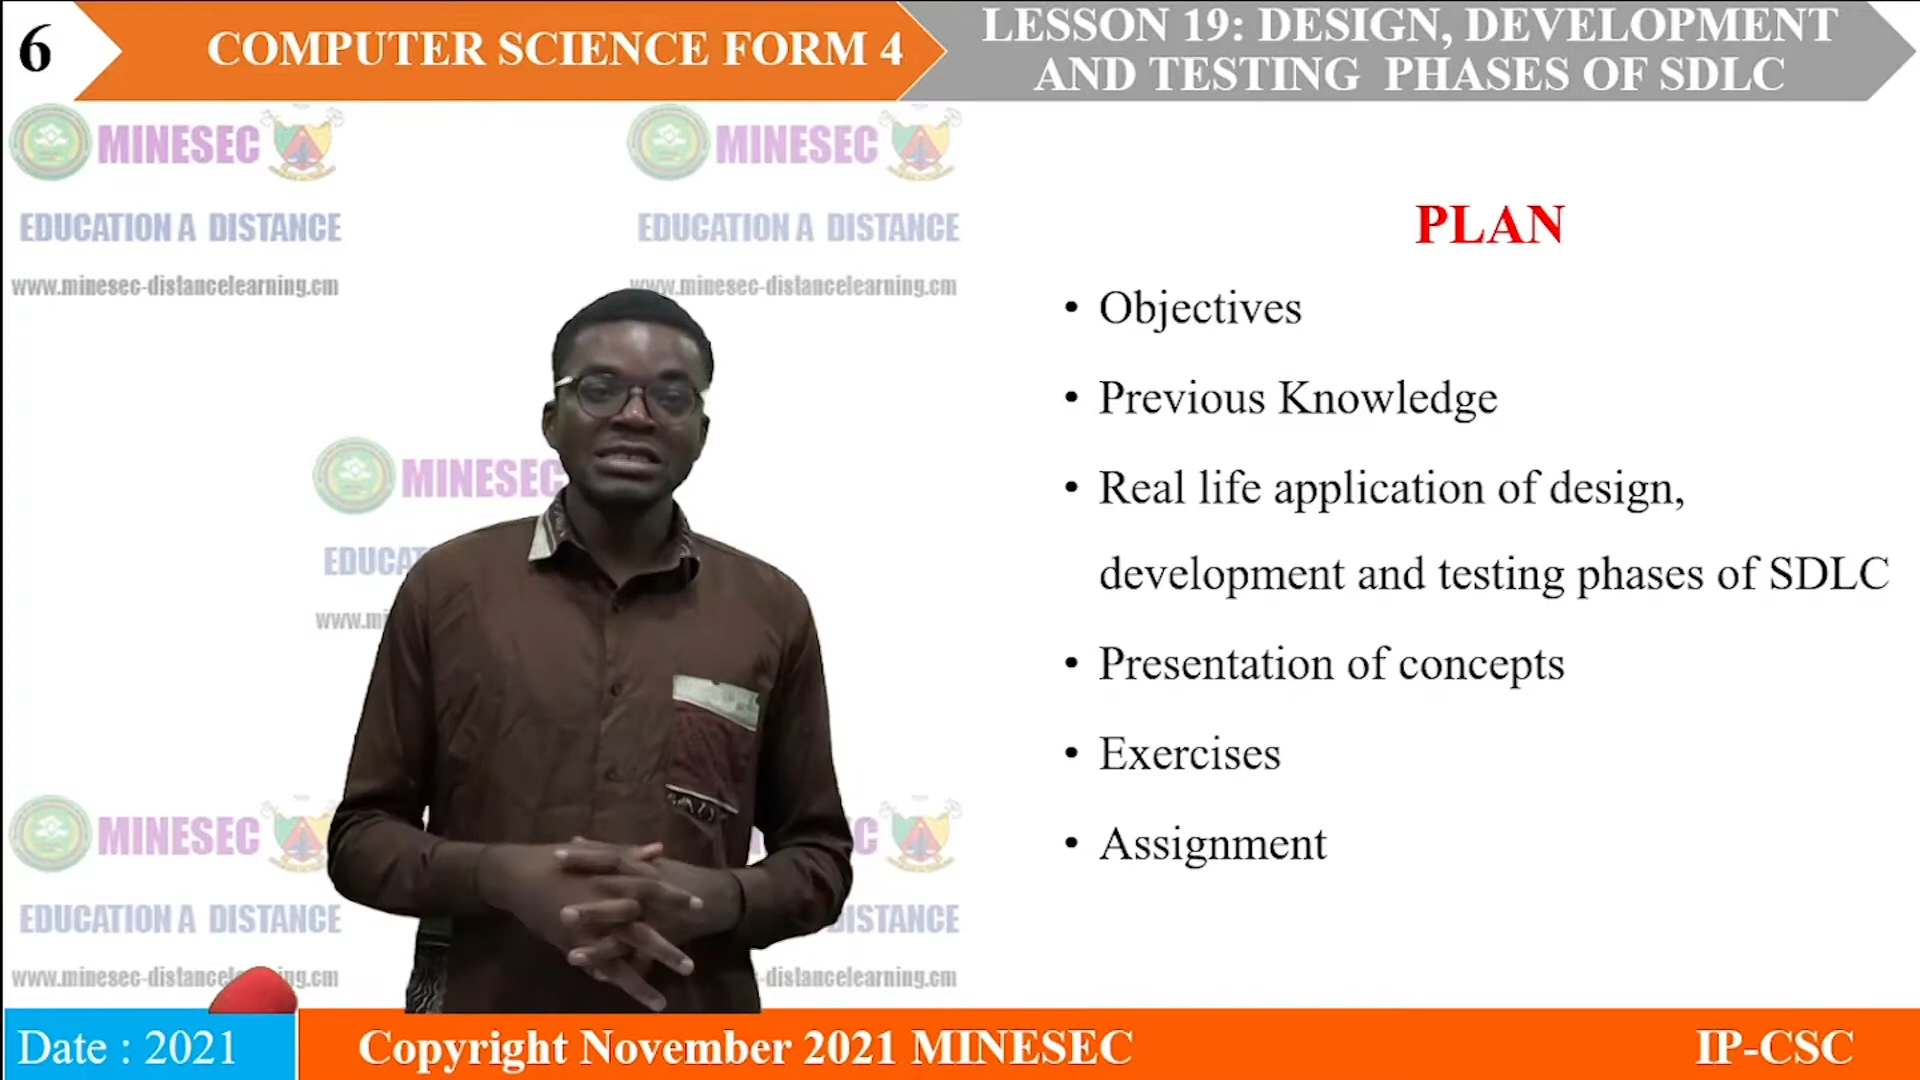 6
COMPUTER SCIENCE FORM 4
LESSON 19: DESIGN, DEVELOPMENT
AND TESTING PHASES OF SDLC
MINESEC
EDUCATION A DISTANCE
www.minesec-distancelearning.cm
MINESEC
EDUCATION A DISTANCE
www.minesec-distancelearning.cm
PLAN
• Objectives
• Previous Knowledge
• Real life application of design,
development and testing phases of SDLC
• Presentation of concepts
• Exercises
• Assignment
MINESEC
EDUCAT
www.mi
MINESEC
EDUCATION A DISTANCE
www.minesec-distancel ng.cm
C
DISTANCE
-distancelearning.cm
Date : 2021
Copyright November 2021 MINESEC
IP-CSC